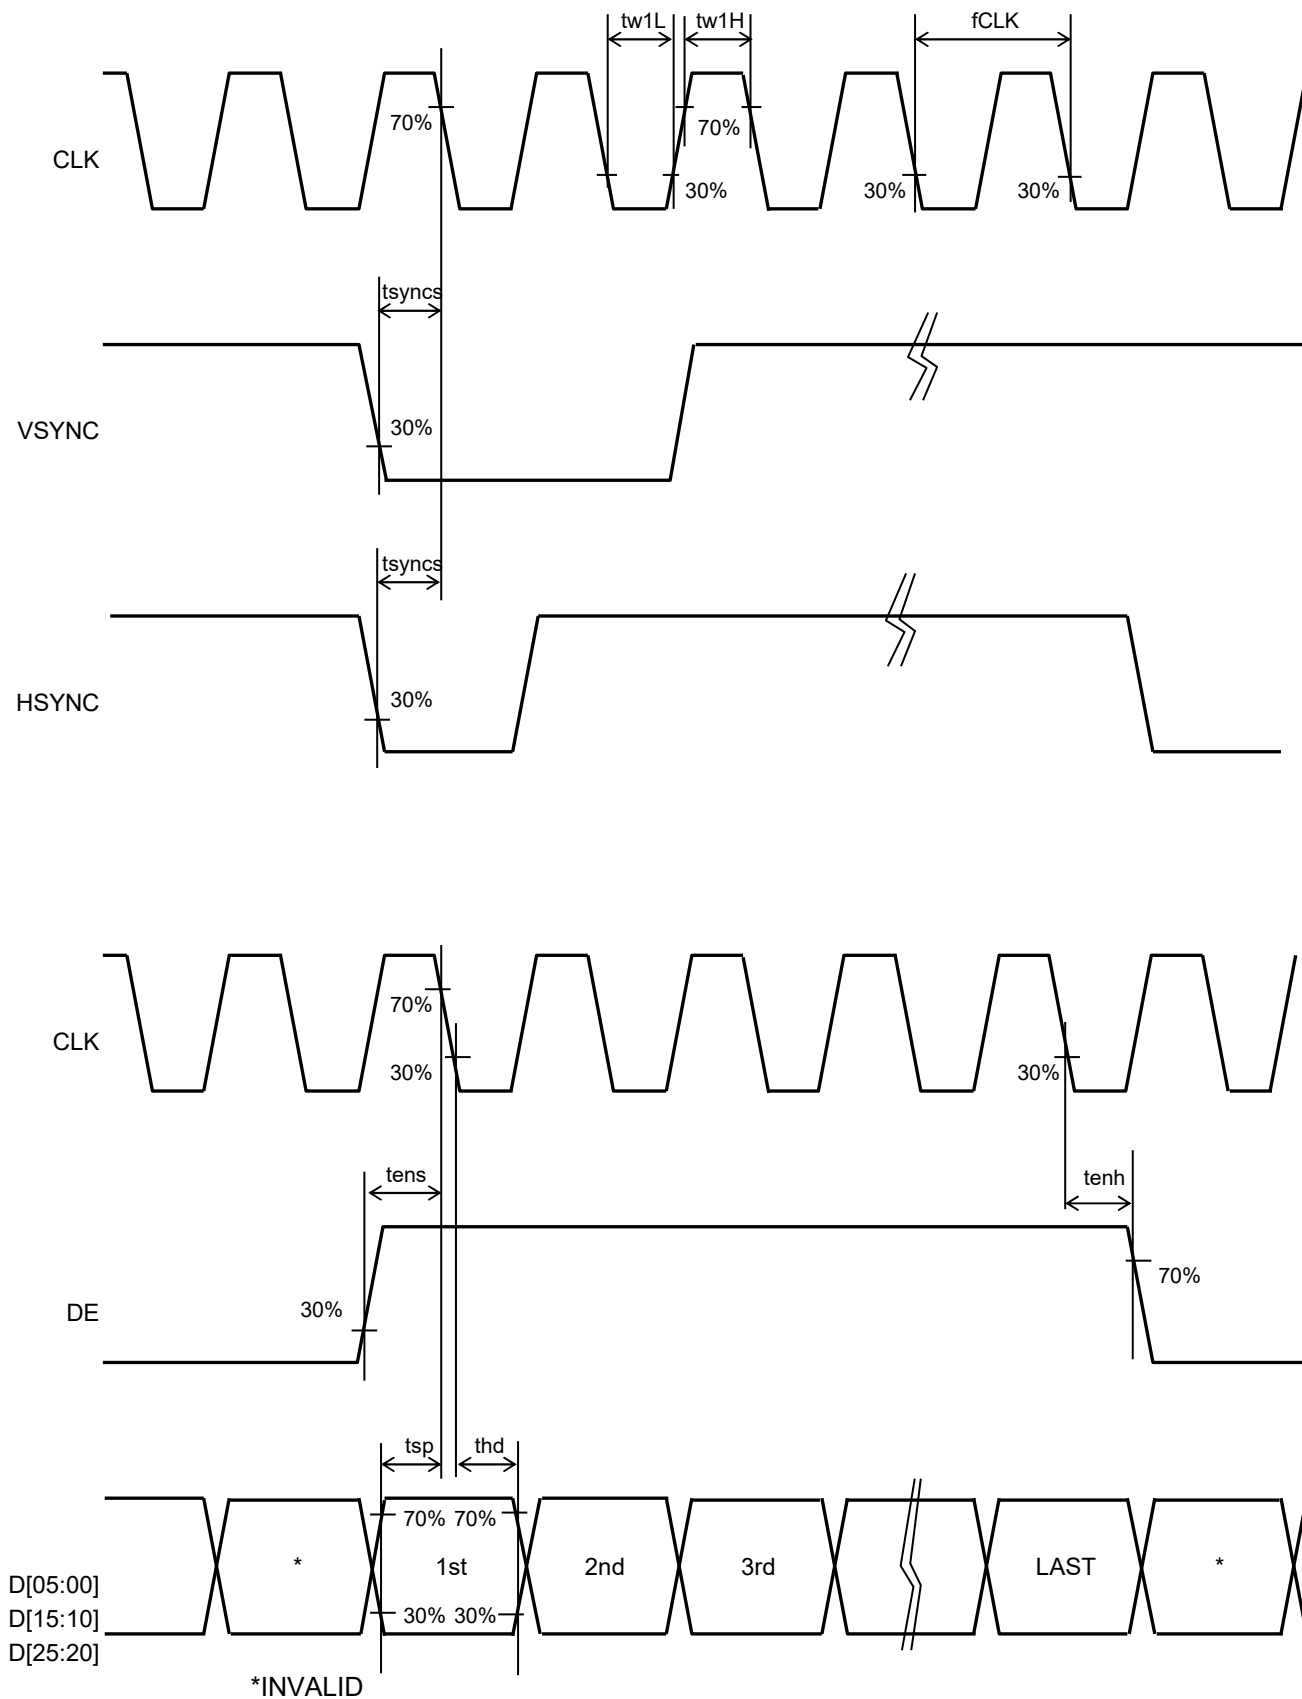 tw1L tw1H fCLK
70% 70%
CLK
30% 30% 30%
tsyncs
VSYNC 30%
tsyncs
HSYNC 30%
70%
CLK
30% 30%
tens tenh
70%
DE 30%
tsp thd
70% 70%
* 1st 2nd 3rd LAST *
D[05:00]
30% 30%
D[15:10]
D[25:20]
*INVALID